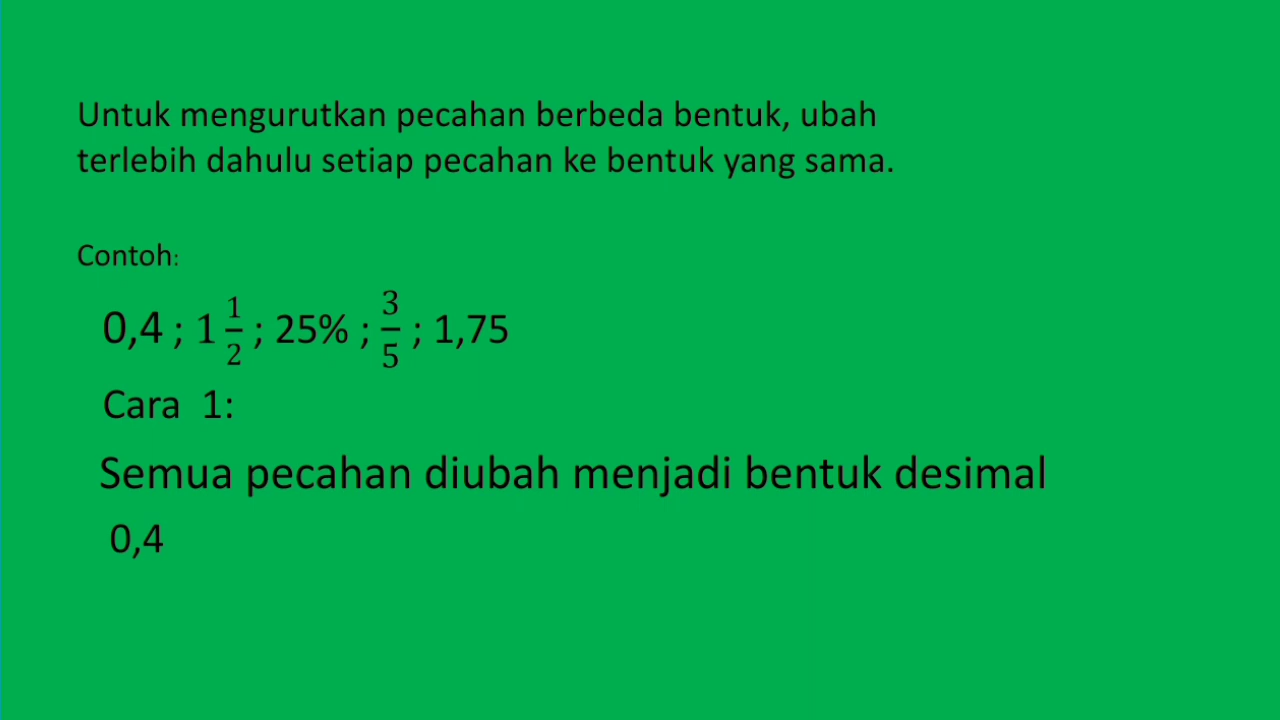 Untuk mengurutkan pecahan berbeda bentuk, ubah
terlebih dahulu setiap pecahan ke bentuk yang sama.
Contoh:
0,4 ; 1 1/2 ; 25% ; 3/5 ; 1,75
Cara 1:
Semua pecahan diubah menjadi bentuk desimal
0,4